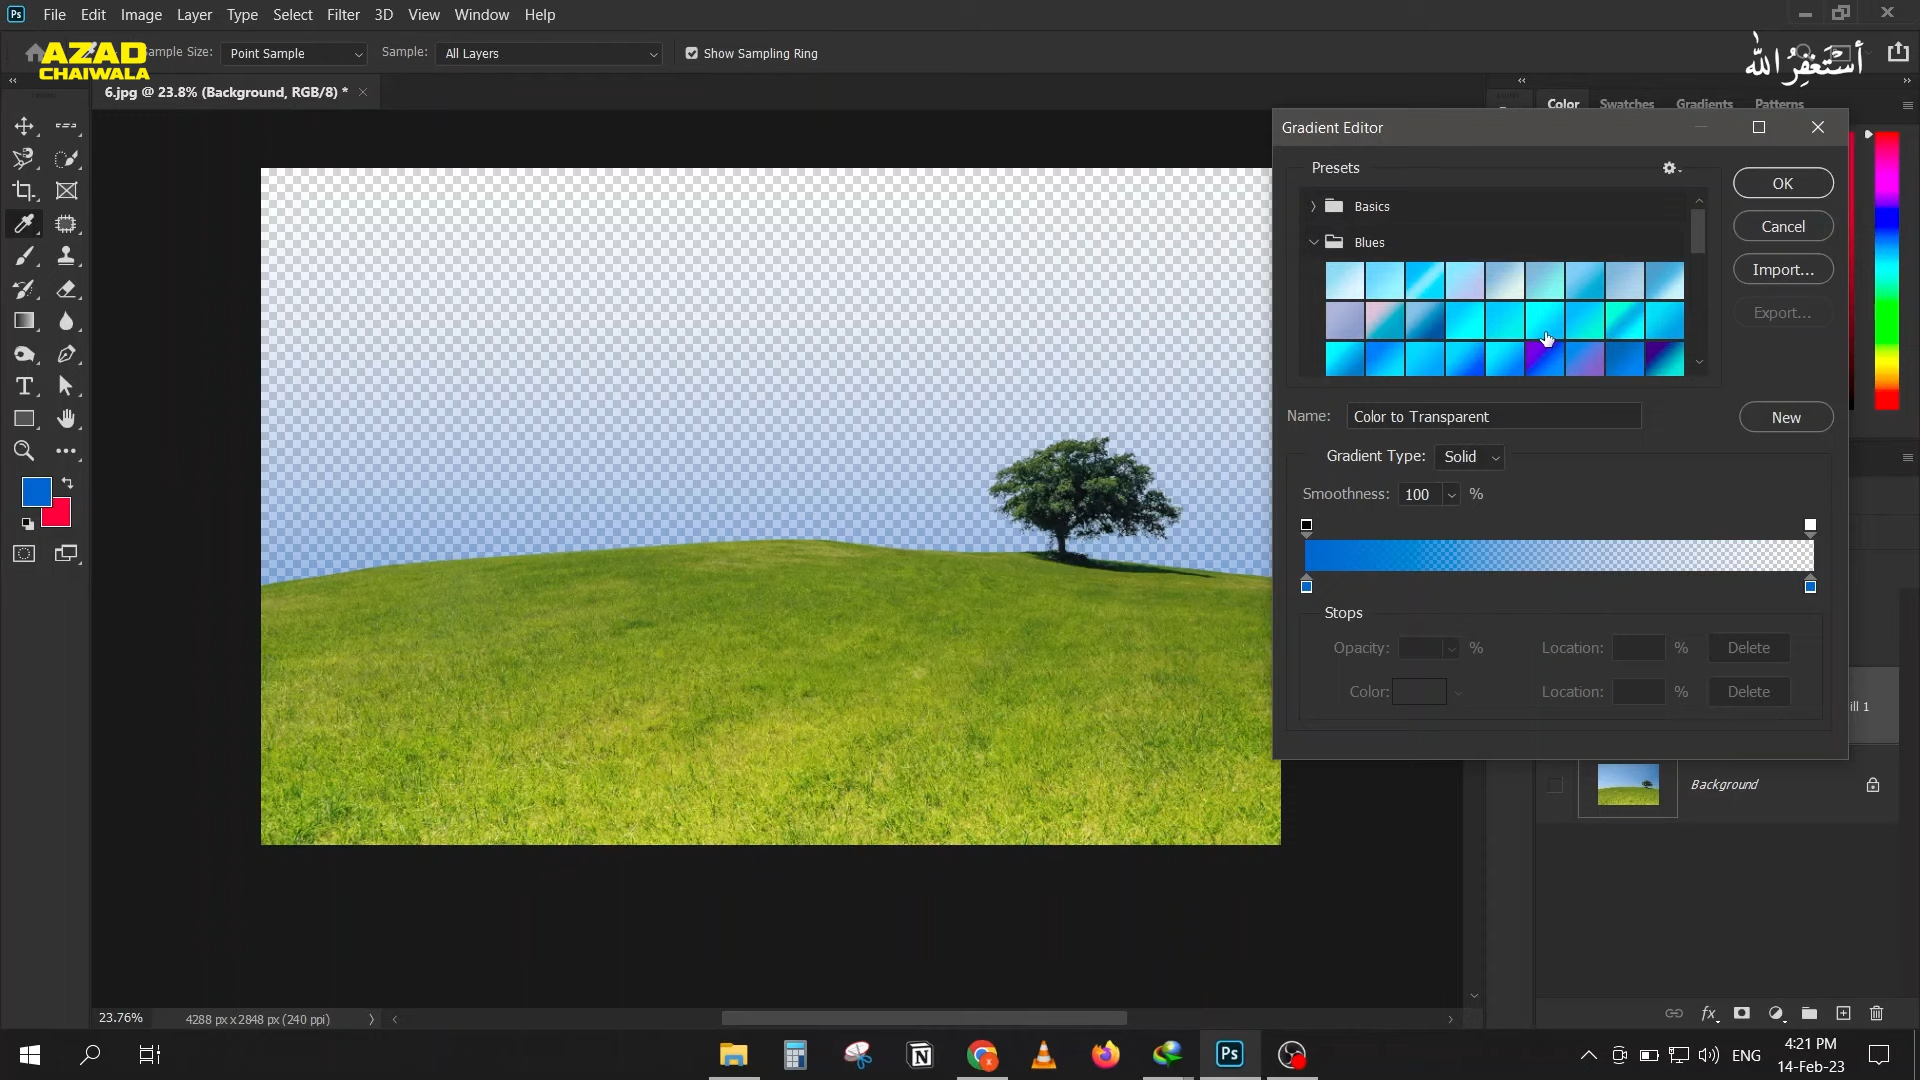 File Edit Image Layer Type Select Filter 3D View Window Help
AZAD
CHAIWALA
Sample Size: Point Sample Sample: All Layers Show Sampling Ring
أستغفر الله
6.jpg @ 23.8% (Background, RGB/8) *
Color Swatches Gradients Patterns
Gradient Editor
Presets
Basics
Blues
OK
Cancel
Import...
Export...
Name: Color to Transparent
New
Gradient Type: Solid
Smoothness: 100 %
Stops
Opacity: % Location: % Delete
Color: Location: % Delete
ill 1
Background
23.76% 4288 px x 2848 px (240 ppi)
fx
Ps
ENG
4:21 PM
14-Feb-23